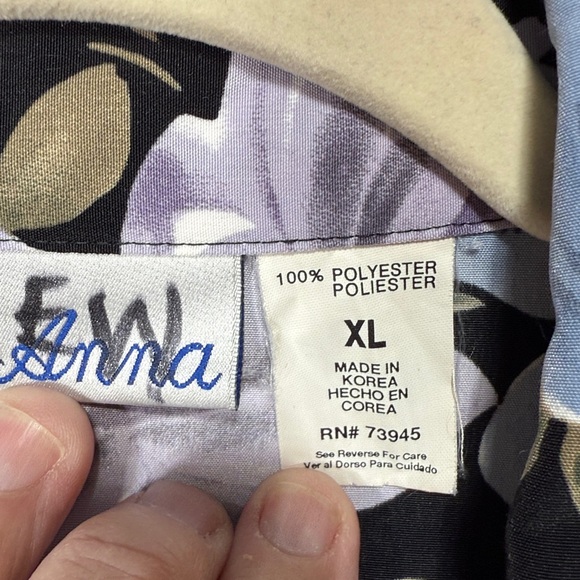 EW
Anna
100% POLYESTER
POLIESTER
XL
MADE IN
KOREA
HECHO EN
COREA
RN# 73945
See Reverse For Care
Ver al Dorso Para Cuidado